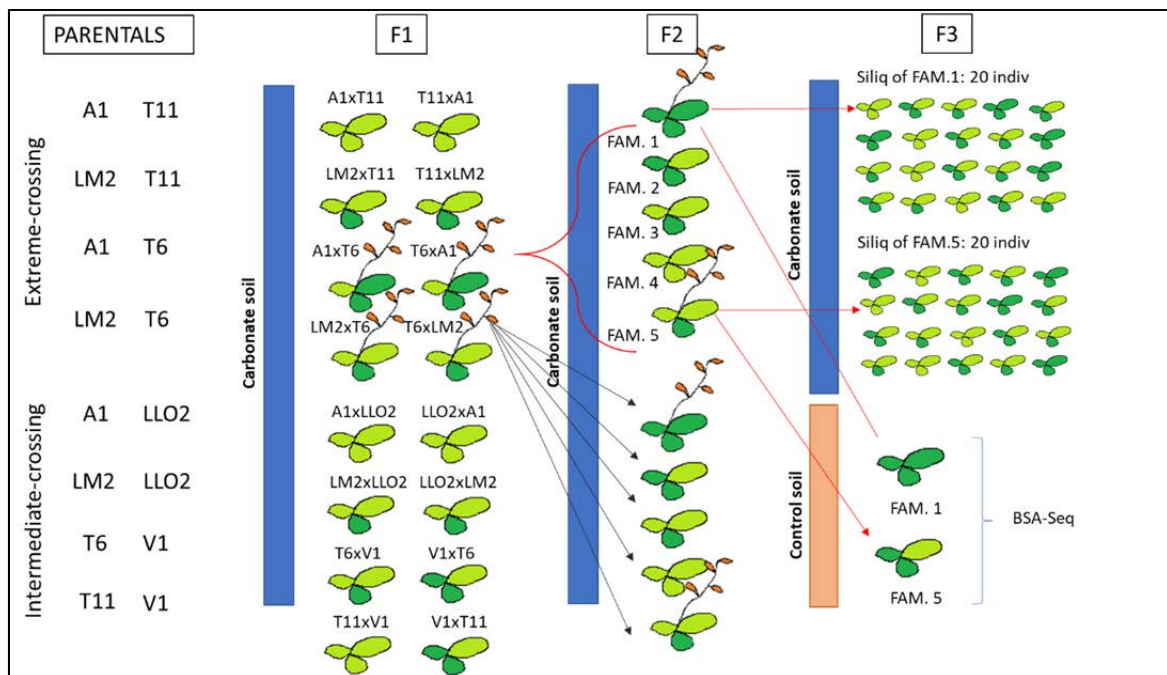 PARENTALS
F1
F2
F3
Extreme-crossing
A1 T11
LM2 T11
A1 T6
LM2 T6
Intermediate-crossing
A1 LLO2
LM2 LLO2
T6 V1
T11 V1
Carbonate soil
A1xT11 T11xA1
LM2xT11 T11xLM2
A1xT6 T6xA1
LM2xT6 T6xLM2
A1xLLO2 LLO2xA1
LM2xLLO2 LLO2xLM2
T6xV1 V1xT6
T11xV1 V1xT11
Carbonate soil
FAM. 1
FAM. 2
FAM. 3
FAM. 4
FAM. 5
Carbonate soil
Siliq of FAM.1: 20 indiv
Siliq of FAM.5: 20 indiv
Control soil
FAM. 1
FAM. 5
BSA-Seq